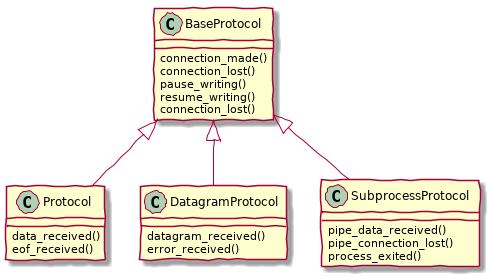 C BaseProtocol
connection_made()
connection_lost()
pause_writing()
resume_writing()
connection_lost()
C Protocol
data_received()
eof_received()
C DatagramProtocol
datagram_received()
error_received()
C SubprocessProtocol
pipe_data_received()
pipe_connection_lost()
process_exited()